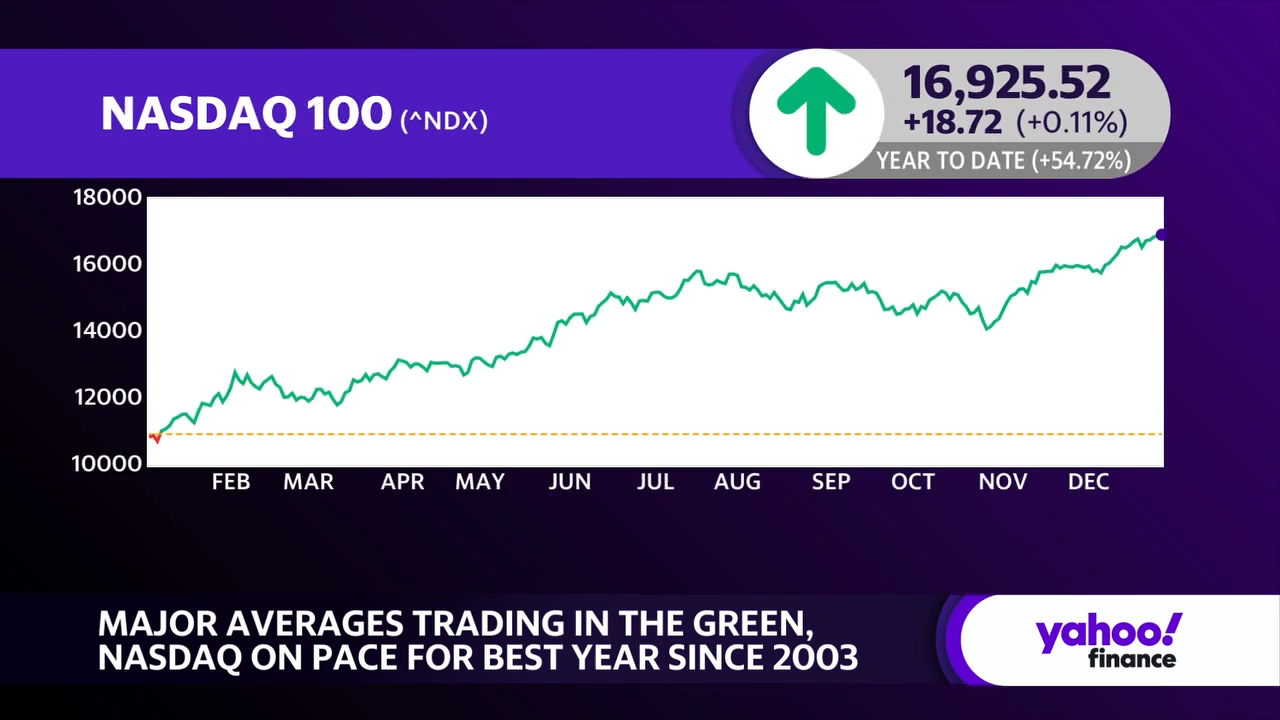 NASDAQ 100 (^NDX)
16,925.52
+18.72 (+0.11%)
YEAR TO DATE (+54.72%)
18000
16000
14000
12000
10000
FEB MAR APR MAY JUN JUL AUG SEP OCT NOV DEC
MAJOR AVERAGES TRADING IN THE GREEN,
NASDAQ ON PACE FOR BEST YEAR SINCE 2003
yahoo!
finance